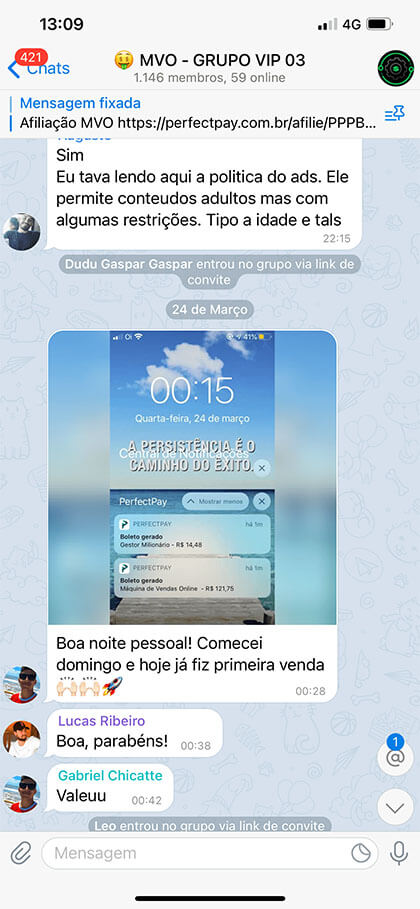 13:09
4G
421
Chats
MVO - GRUPO VIP 03
1.146 membros, 59 online
Mensagem fixada
Afiliação MVO https://perfectpay.com.br/afilie/PPPB...
Augusto
Sim
Eu tava lendo aqui a politica do ads. Ele
permite conteudos adultos mas com
algumas restrições. Tipo a idade e tals
22:15
Dudu Gaspar Gaspar entrou no grupo via link de
convite
24 de Março
Oi
41%
00:15
Quarta-feira, 24 de março
A PERSISTÊNCIA É O
Central de Notificações
CAMINHO DO ÊXITO.
PerfectPay
Mostrar menos
PERFECTPAY
há 1m
Boleto gerado
Gestor Milionário - R$ 14,48
PERFECTPAY
há 1m
Boleto gerado
Máquina de Vendas Online - R$ 121,75
Boa noite pessoal! Comecei
domingo e hoje já fiz primeira venda
🙌🏻🙌🏻🚀
00:28
Lucas Ribeiro
Boa, parabéns!
00:38
1
@
Gabriel Chicatte
Valeuu
00:42
Leo entrou no grupo via link de convite
Mensagem